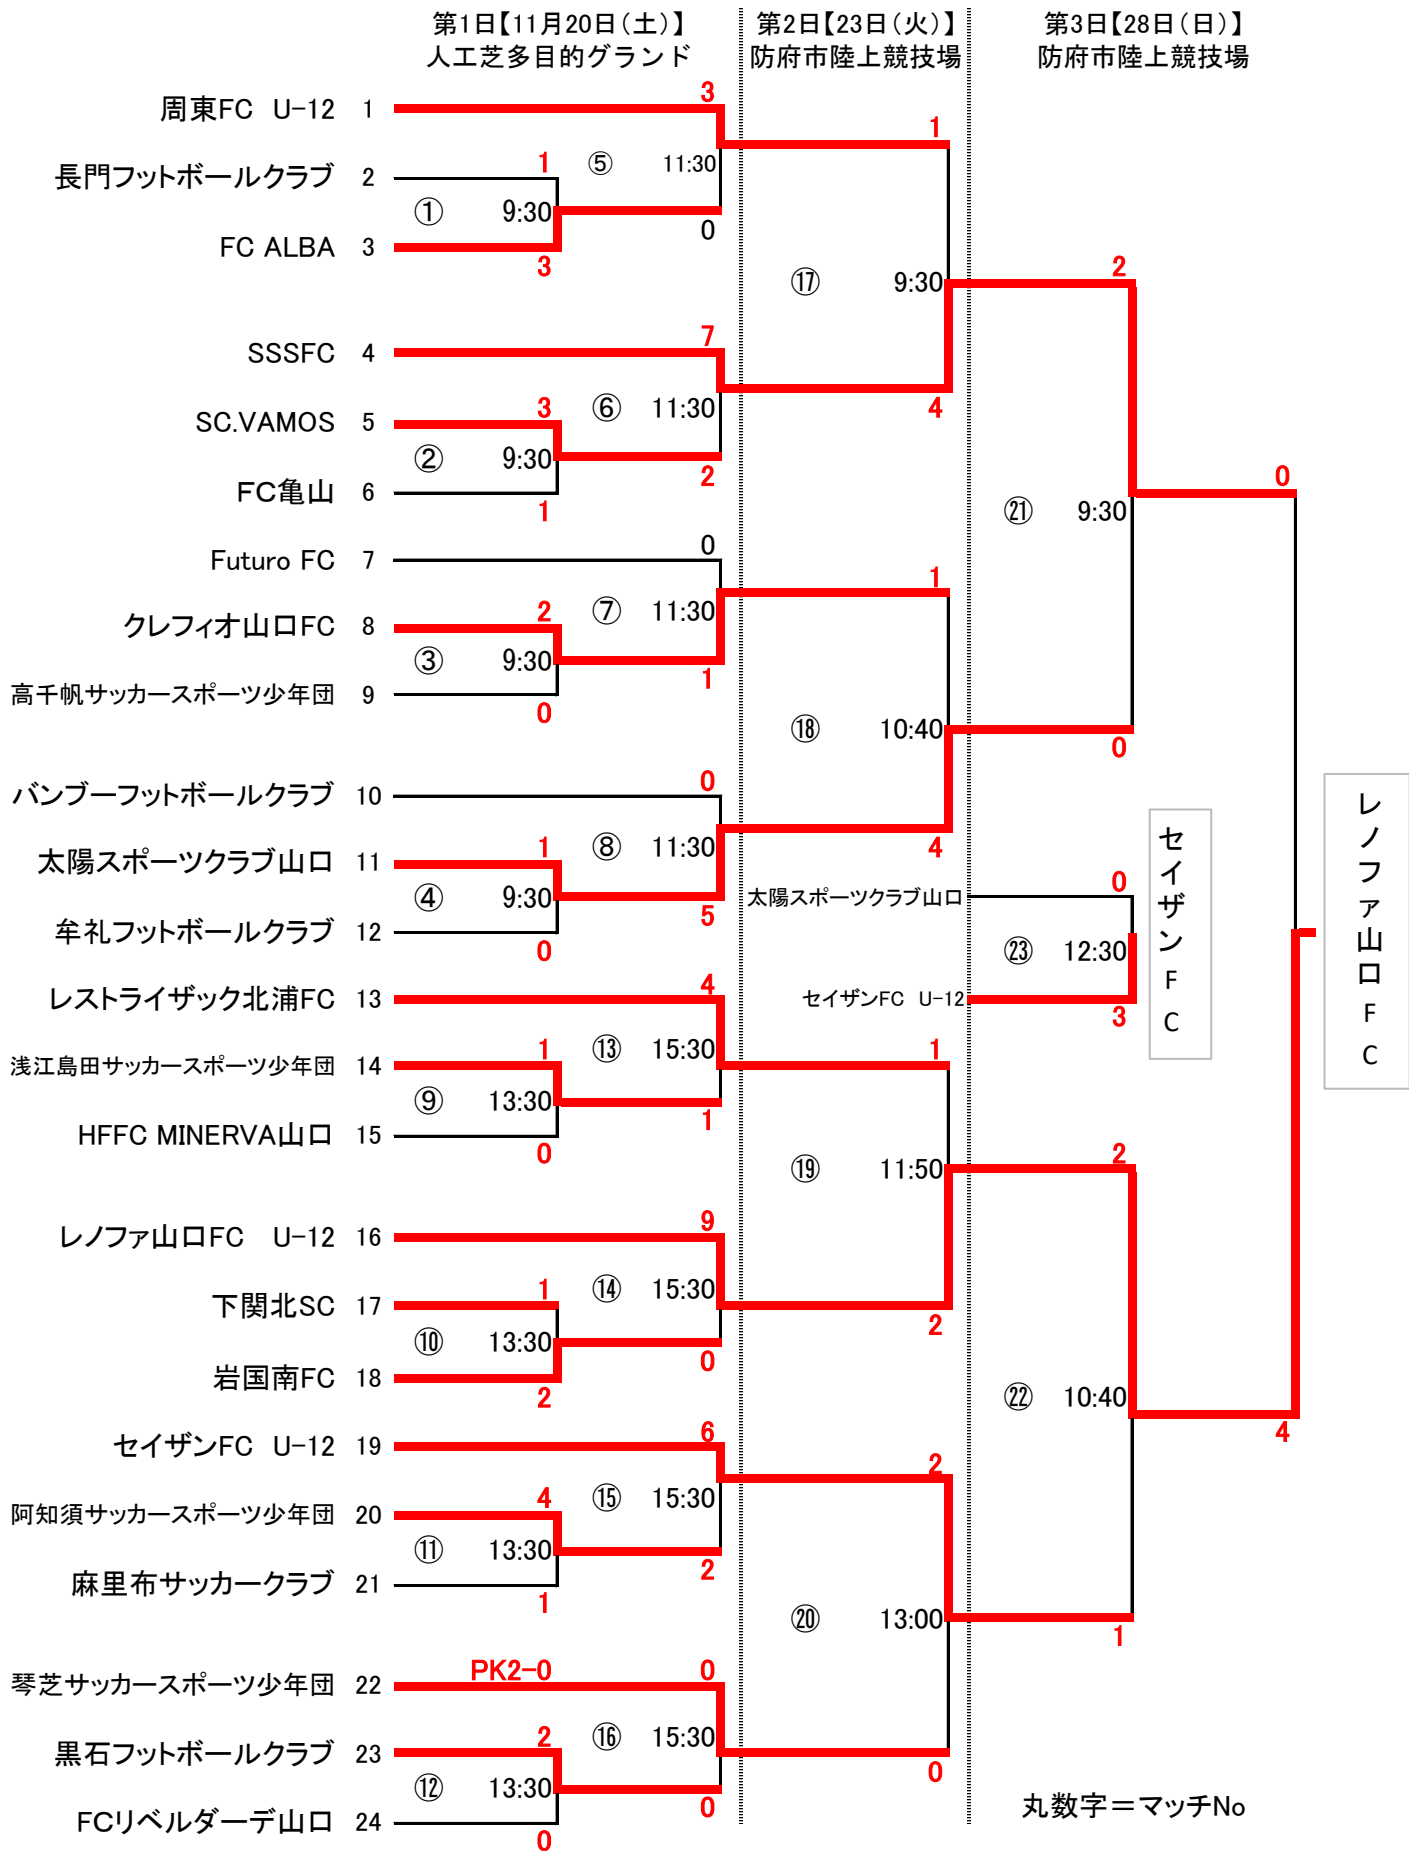 第1日【11月20日(土)】
人工芝多目的グランド
第2日【23日(火)】
防府市陸上競技場
第3日【28日(日)】
防府市陸上競技場
周東FC U-12 1
3
1
長門フットボールクラブ 2
1
⑤ 11:30
① 9:30
0
FC ALBA 3
3
⑰ 9:30
2
SSSFC 4
7
⑥ 11:30
4
SC.VAMOS 5
3
② 9:30
2
FC亀山 6
1
0
㉑ 9:30
Futuro FC 7
0
1
クレフィオ山口FC 8
2
⑦ 11:30
③ 9:30
1
高千帆サッカースポーツ少年団 9
0
⑱ 10:40
0
バンブーフットボールクラブ 10
0
太陽スポーツクラブ山口 11
1
⑧ 11:30
4
④ 9:30
5
牟礼フットボールクラブ 12
0
太陽スポーツクラブ山口
0
㉓ 12:30
セイザンFC U-12
3
セイザンFC
レノファ山口FC
レストライザック北浦FC 13
4
浅江島田サッカースポーツ少年団 14
1
⑬ 15:30
1
⑨ 13:30
1
HFFC MINERVA山口 15
0
⑲ 11:50
2
レノファ山口FC U-12 16
9
下関北SC 17
1
⑭ 15:30
2
⑩ 13:30
0
岩国南FC 18
2
㉒ 10:40
4
セイザンFC U-12 19
6
2
阿知須サッカースポーツ少年団 20
4
⑮ 15:30
⑪ 13:30
2
麻里布サッカークラブ 21
1
⑳ 13:00
1
琴芝サッカースポーツ少年団 22
PK2-0
0
黒石フットボールクラブ 23
2
⑯ 15:30
0
⑫ 13:30
0
FCリベルダーデ山口 24
0
丸数字＝マッチNo